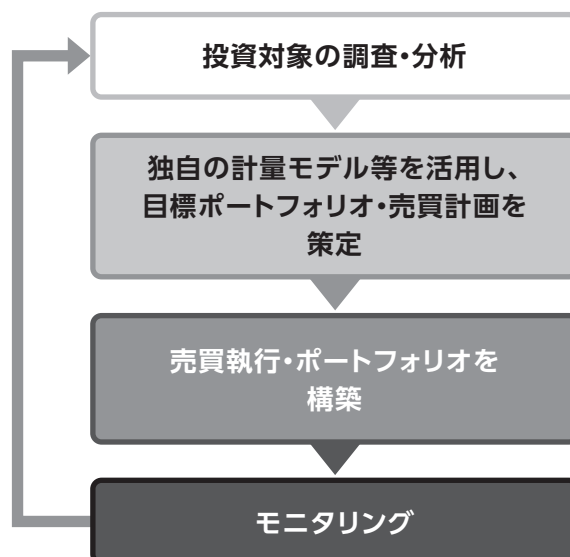 投資対象の調査・分析
独自の計量モデル等を活用し、
目標ポートフォリオ・売買計画を
策定
売買執行・ポートフォリオを
構築
モニタリング